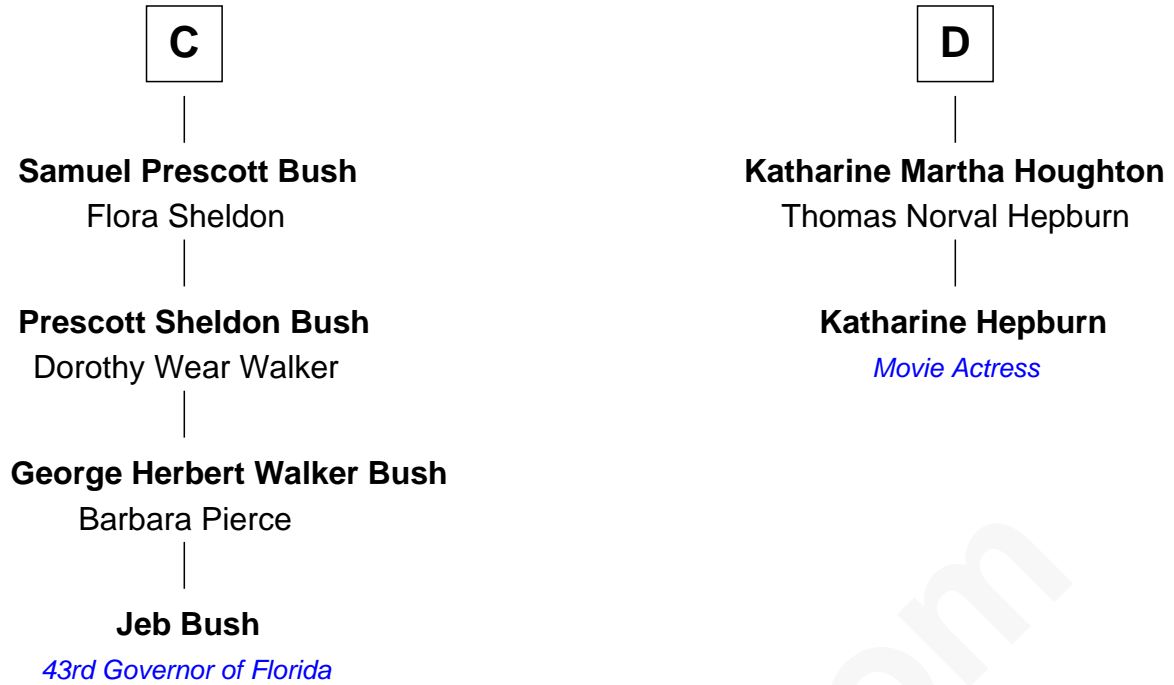 C
Samuel Prescott Bush
Flora Sheldon
Prescott Sheldon Bush
Dorothy Wear Walker
George Herbert Walker Bush
Barbara Pierce
Jeb Bush
43rd Governor of Florida
D
Katharine Martha Houghton
Thomas Norval Hepburn
Katharine Hepburn
Movie Actress
om